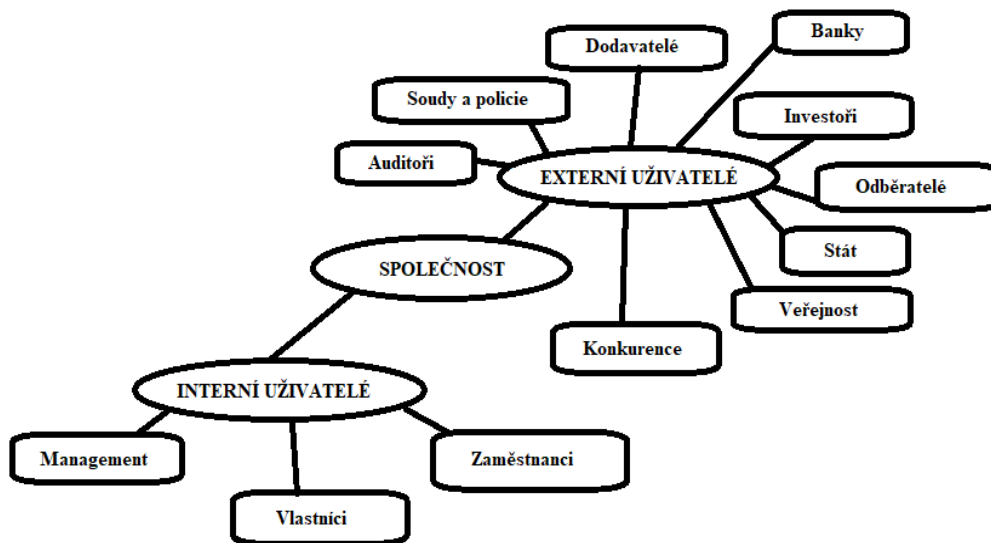 Banky
Dodavatelé
Soudy a policie
Investoři
Auditoři
EXTERNÍ UŽIVATELÉ
Odběratelé
SPOLEČNOST
Stát
Veřejnost
Konkurence
INTERNÍ UŽIVATELÉ
Management
Zaměstnanci
Vlastníci